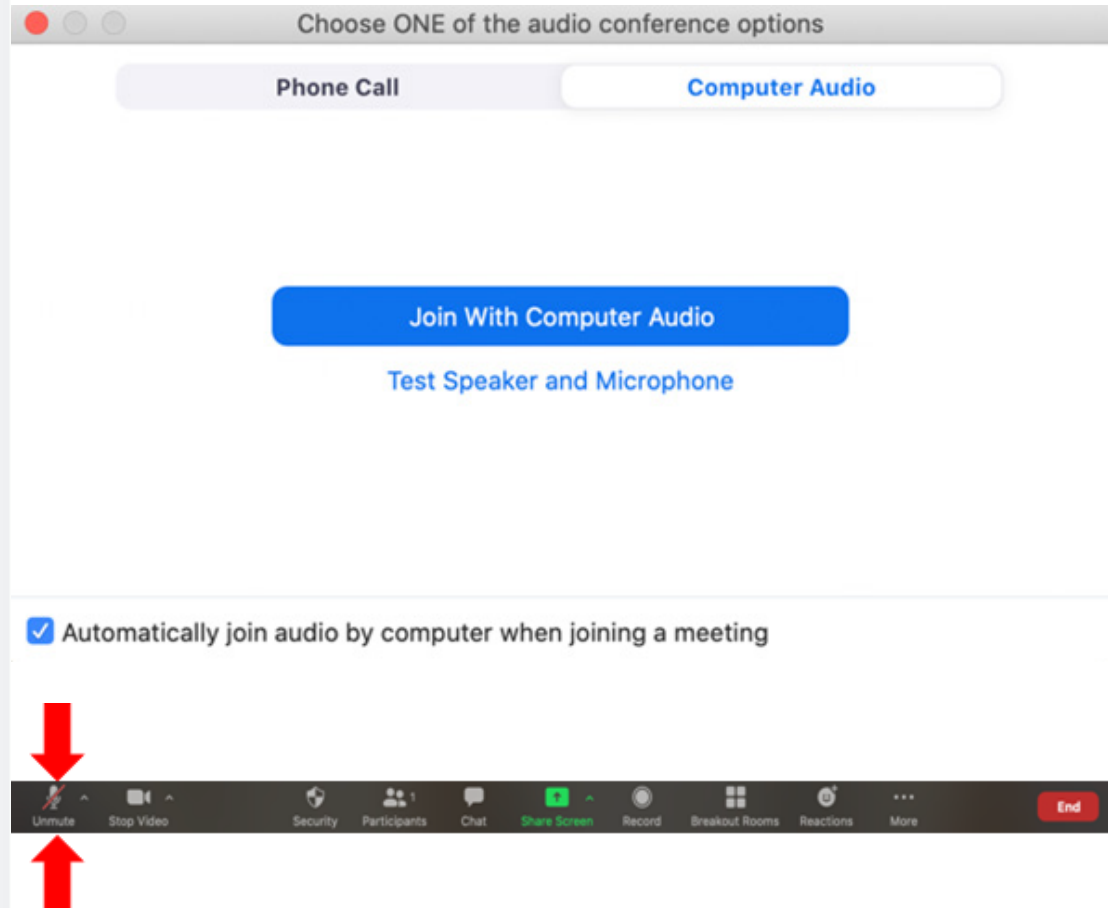 Choose ONE of the audio conference options
Phone Call Computer Audio
Join With Computer Audio
Test Speaker and Microphone
Automatically join audio by computer when joining a meeting
1
Unmute Stop Video Security Participants Chat Share Screen Record Breakout Rooms Reactions More End